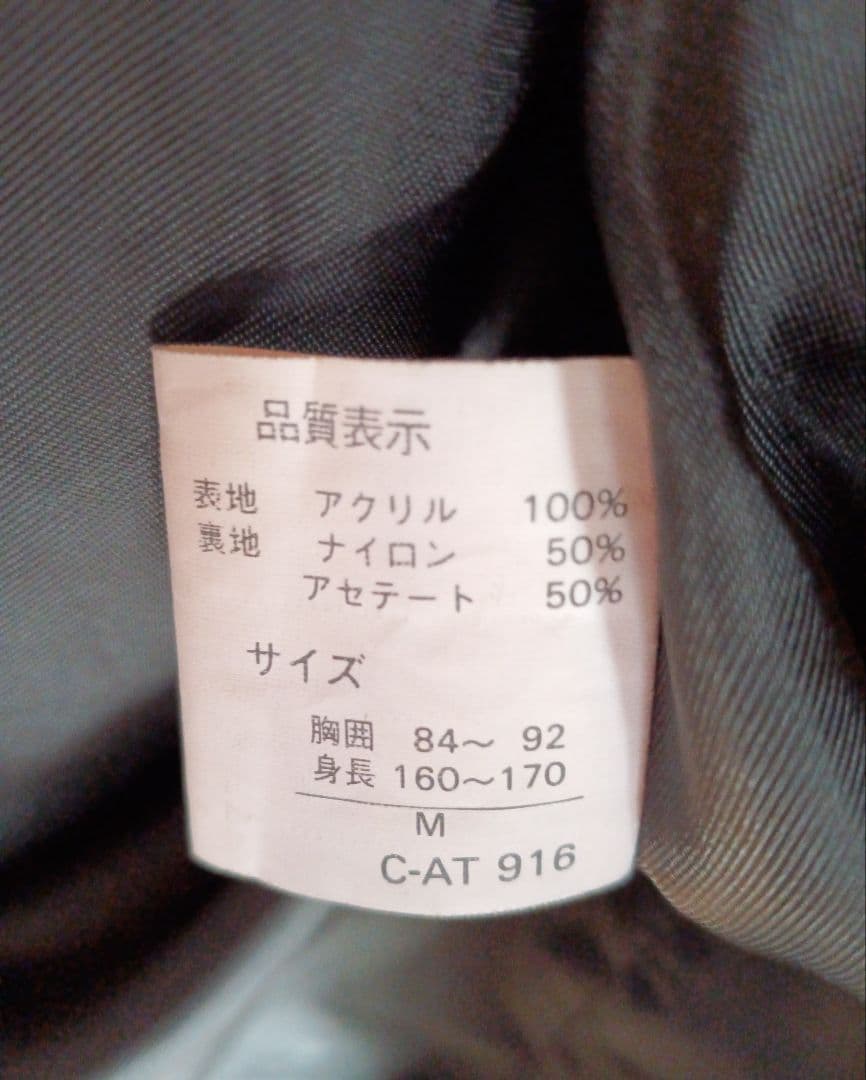 品質表示
表地 アクリル 100%
裏地 ナイロン 50%
アセテート 50%
サイズ
胸囲 84〜 92
身長 160〜170
M
C-AT 916